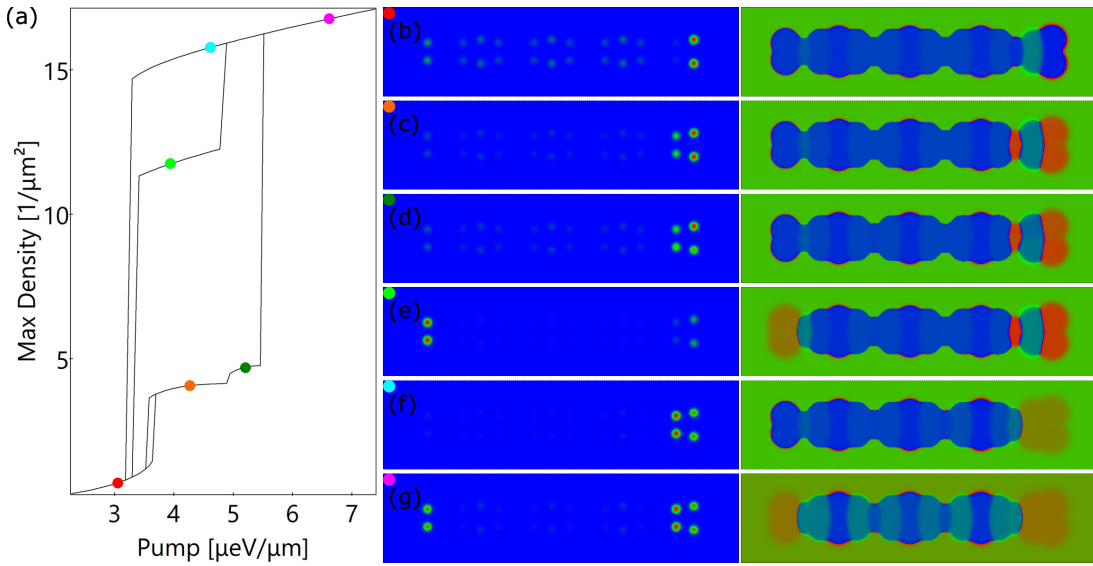 (a)
Max Density [1/µm²]
15
10
5
3 4 5 6 7
Pump [µeV/µm]
(b)
(c)
(d)
(e)
(f)
(g)